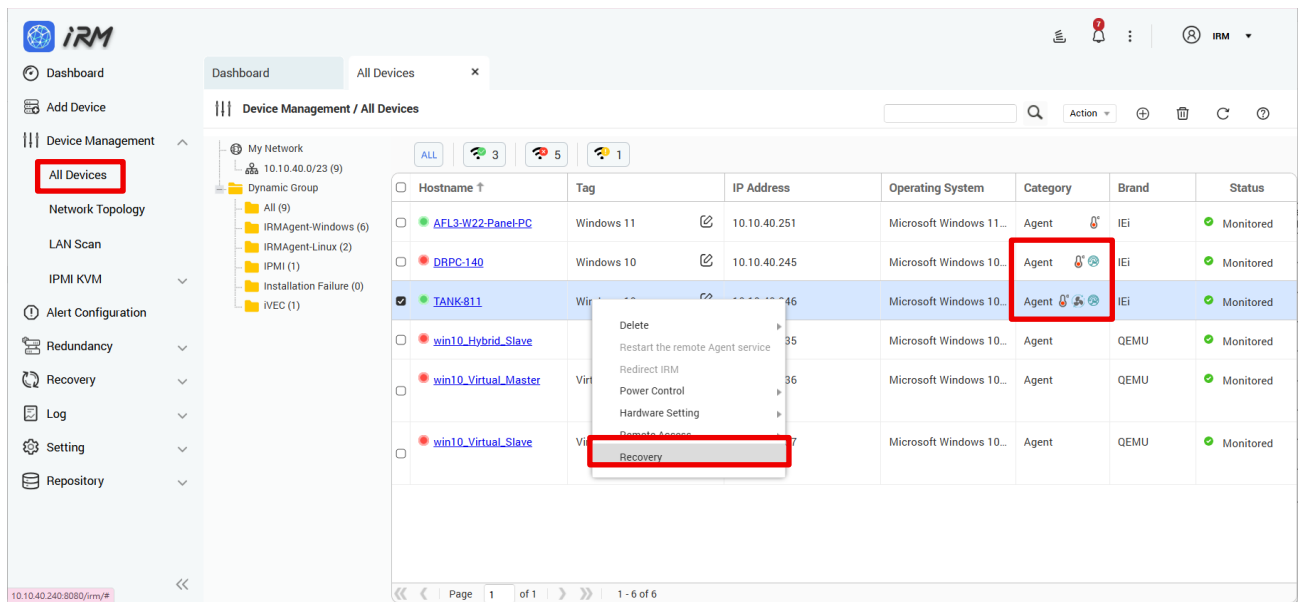 iRM
7
IRM
Dashboard
Add Device
Device Management
All Devices
Network Topology
LAN Scan
IPMI KVM
Alert Configuration
Redundancy
Recovery
Log
Setting
Repository
10.10.40.240:8080/irm/#
Dashboard
All Devices
Device Management / All Devices
Action
My Network
10.10.40.0/23 (9)
Dynamic Group
All (9)
IRMAgent-Windows (6)
IRMAgent-Linux (2)
IPMI (1)
Installation Failure (0)
iVEC (1)
ALL 3 5 1
Hostname ↑ Tag IP Address Operating System Category Brand Status
AFL3-W22-Panel-PC Windows 11 10.10.40.251 Microsoft Windows 11... Agent IEi Monitored
DRPC-140 Windows 10 10.10.40.245 Microsoft Windows 10... Agent IEi Monitored
TANK-811 Microsoft Windows 10... Agent IEi Monitored
win10_Hybrid_Slave 35 Microsoft Windows 10... Agent QEMU Monitored
win10_Virtual_Master Virt 36 Microsoft Windows 10... Agent QEMU Monitored
win10_Virtual_Slave 7 Microsoft Windows 10... Agent QEMU Monitored
Delete
Restart the remote Agent service
Redirect IRM
Power Control
Hardware Setting
Remote Access
Recovery
Page 1 of 1 1 - 6 of 6